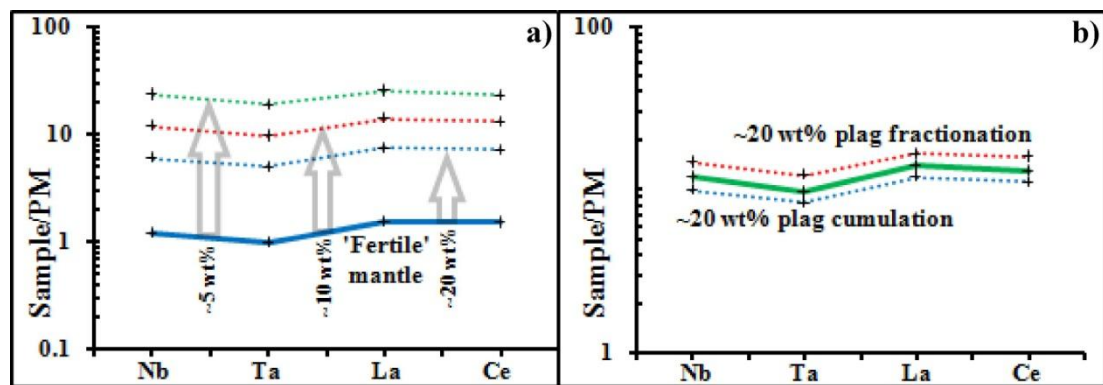 a)
100
10
1
0.1
Sample/PM
~5 wt%
~10 wt%
'Fertile'
mantle
~20 wt%
Nb Ta La Ce
b)
100
1
Sample/PM
~20 wt% plag fractionation
~20 wt% plag cumulation
Nb Ta La Ce